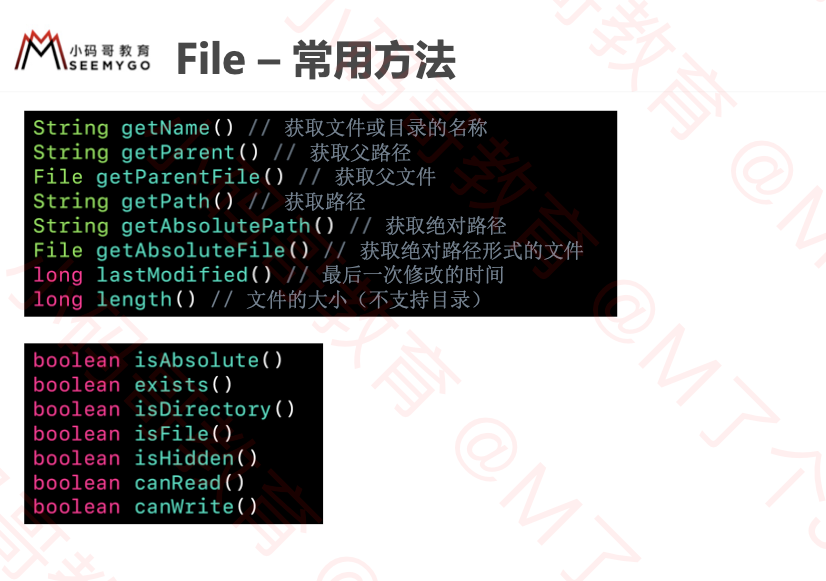 小码哥教育
SEEMYGO
File – 常用方法
String getName() // 获取文件或目录的名称
String getParent() // 获取父路径
File getParentFile() // 获取父文件
String getPath() // 获取路径
String getAbsolutePath() // 获取绝对路径
File getAbsoluteFile() // 获取绝对路径形式的文件
long lastModified() // 最后一次修改的时间
long length() // 文件的大小（不支持目录）
boolean isAbsolute()
boolean exists()
boolean isDirectory()
boolean isFile()
boolean isHidden()
boolean canRead()
boolean canWrite()
小码哥教育 @M了个